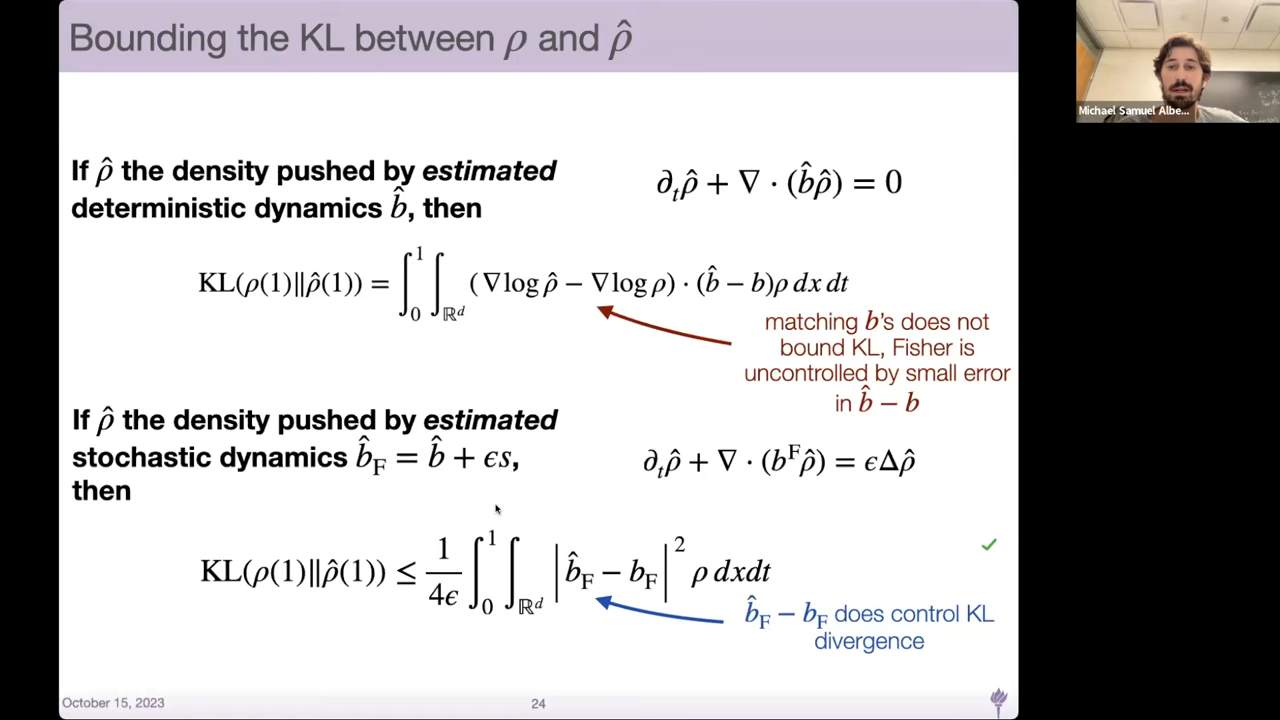 Bounding the KL between ρ and ρ̂
Michael Samuel Albe...
If ρ̂ the density pushed by estimated
deterministic dynamics b̂, then
∂ₜρ̂ + ∇ · (b̂ρ̂) = 0
KL(ρ(1)‖ρ̂(1)) = ∫₀¹ ∫_ℝᵈ (∇log ρ̂ − ∇log ρ) · (b̂ − b)ρ dx dt
matching b's does not
bound KL, Fisher is
uncontrolled by small error
in b̂ − b
If ρ̂ the density pushed by estimated
stochastic dynamics b̂_F = b̂ + ϵs,
then
∂ₜρ̂ + ∇ · (b^F ρ̂) = ϵΔρ̂
KL(ρ(1)‖ρ̂(1)) ≤ 1/4ϵ ∫₀¹ ∫_ℝᵈ |b̂_F − b_F|² ρ dxdt
b̂_F − b_F does control KL
divergence
October 15, 2023
24